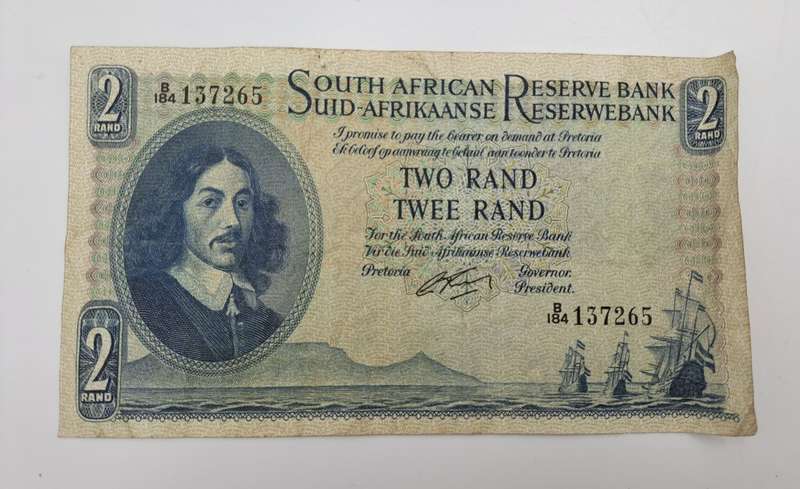 2
RAND
B/184 137265
SOUTH AFRICAN RESERVE BANK
SUID-AFRIKAANSE RESERWEBANK
2
RAND
I promise to pay the bearer on demand at Pretoria
Ek beloof op aanvraag te betaal aan toonder te Pretoria
TWO RAND
TWEE RAND
For the South African Reserve Bank
Vir die Suid-Afrikaanse Reserwebank
Pretoria
Governor.
President.
B/184 137265
2
RAND